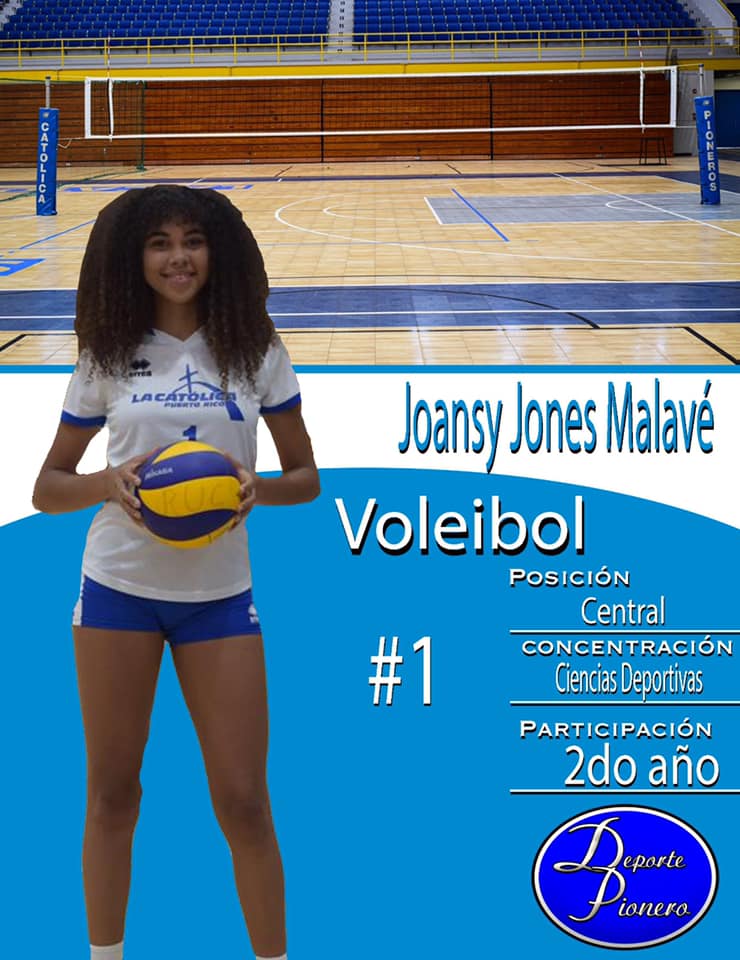 CATOLICA
PIONEROS
LA CATÓLICA
PUERTO RICO
1
MIKASA
Joansy Jones Malavé
Voleibol
POSICIÓN
Central
CONCENTRACIÓN
#1
Ciencias Deportivas
PARTICIPACIÓN
2do año
Deporte
Pionero